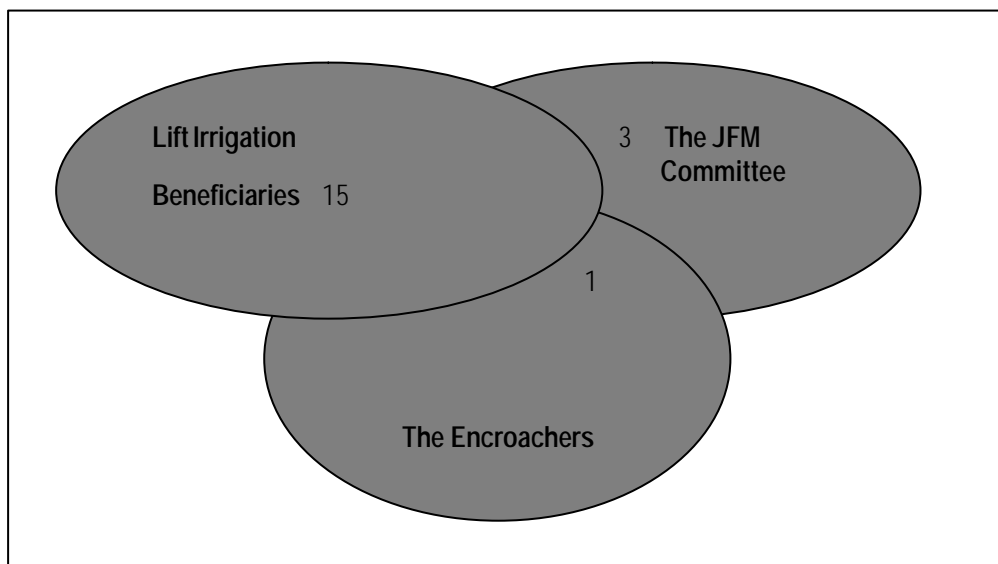 Lift Irrigation
Beneficiaries 15
3 The JFM
Committee
1
The Encroachers